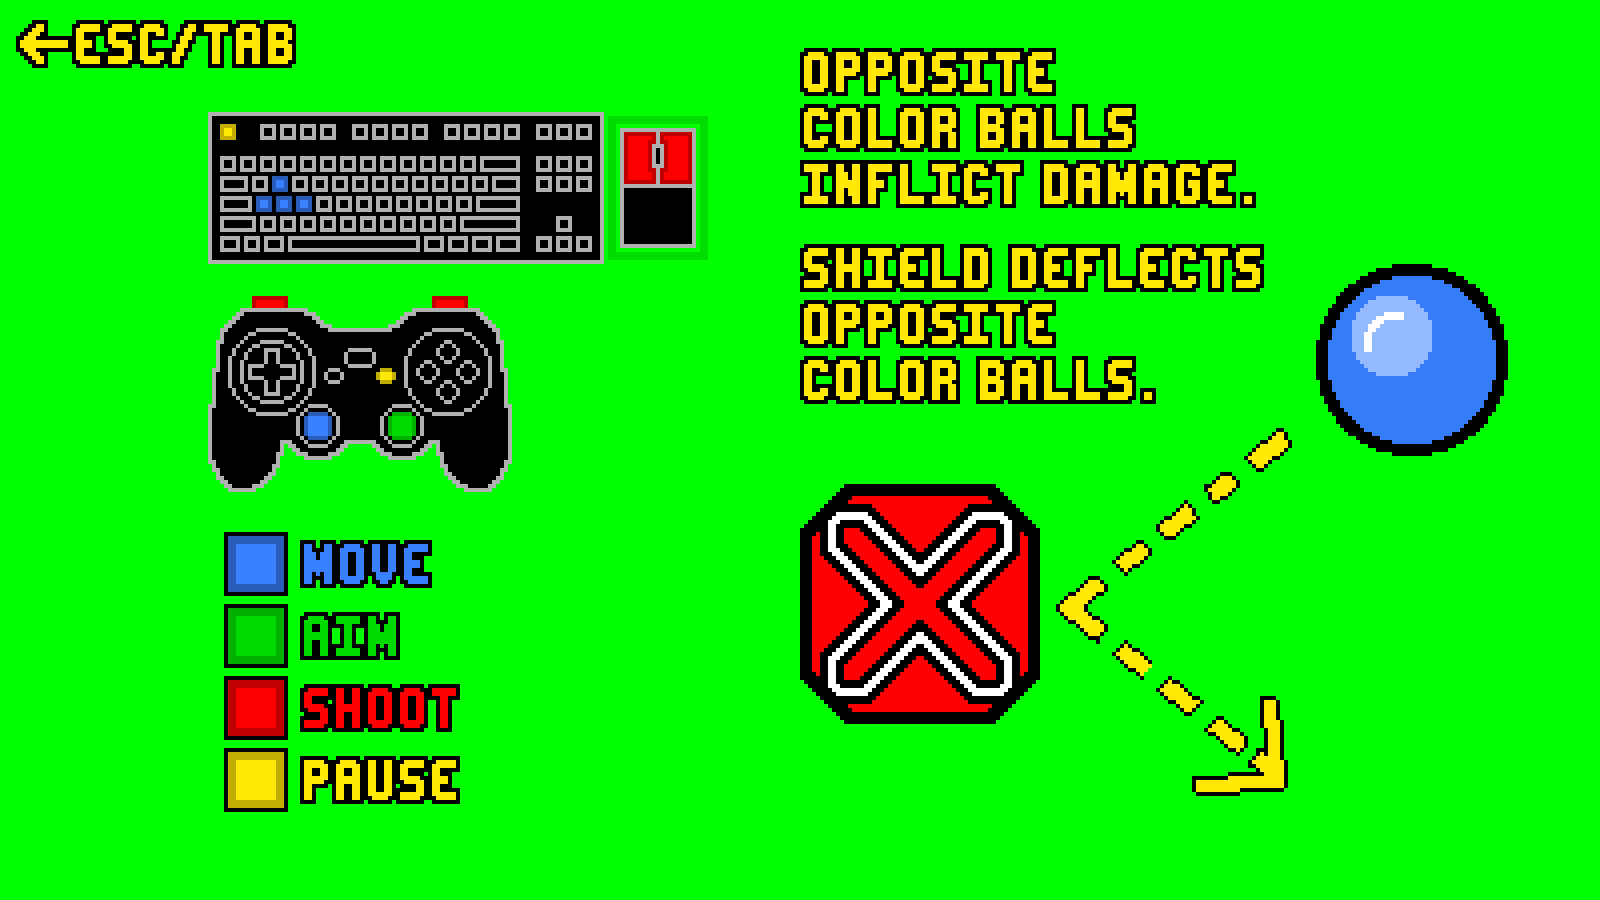 ←ESC/TAB
OPPOSITE
COLOR BALLS
INFLICT DAMAGE.
SHIELD DEFLECTS
OPPOSITE
COLOR BALLS.
MOVE
AIM
SHOOT
PAUSE